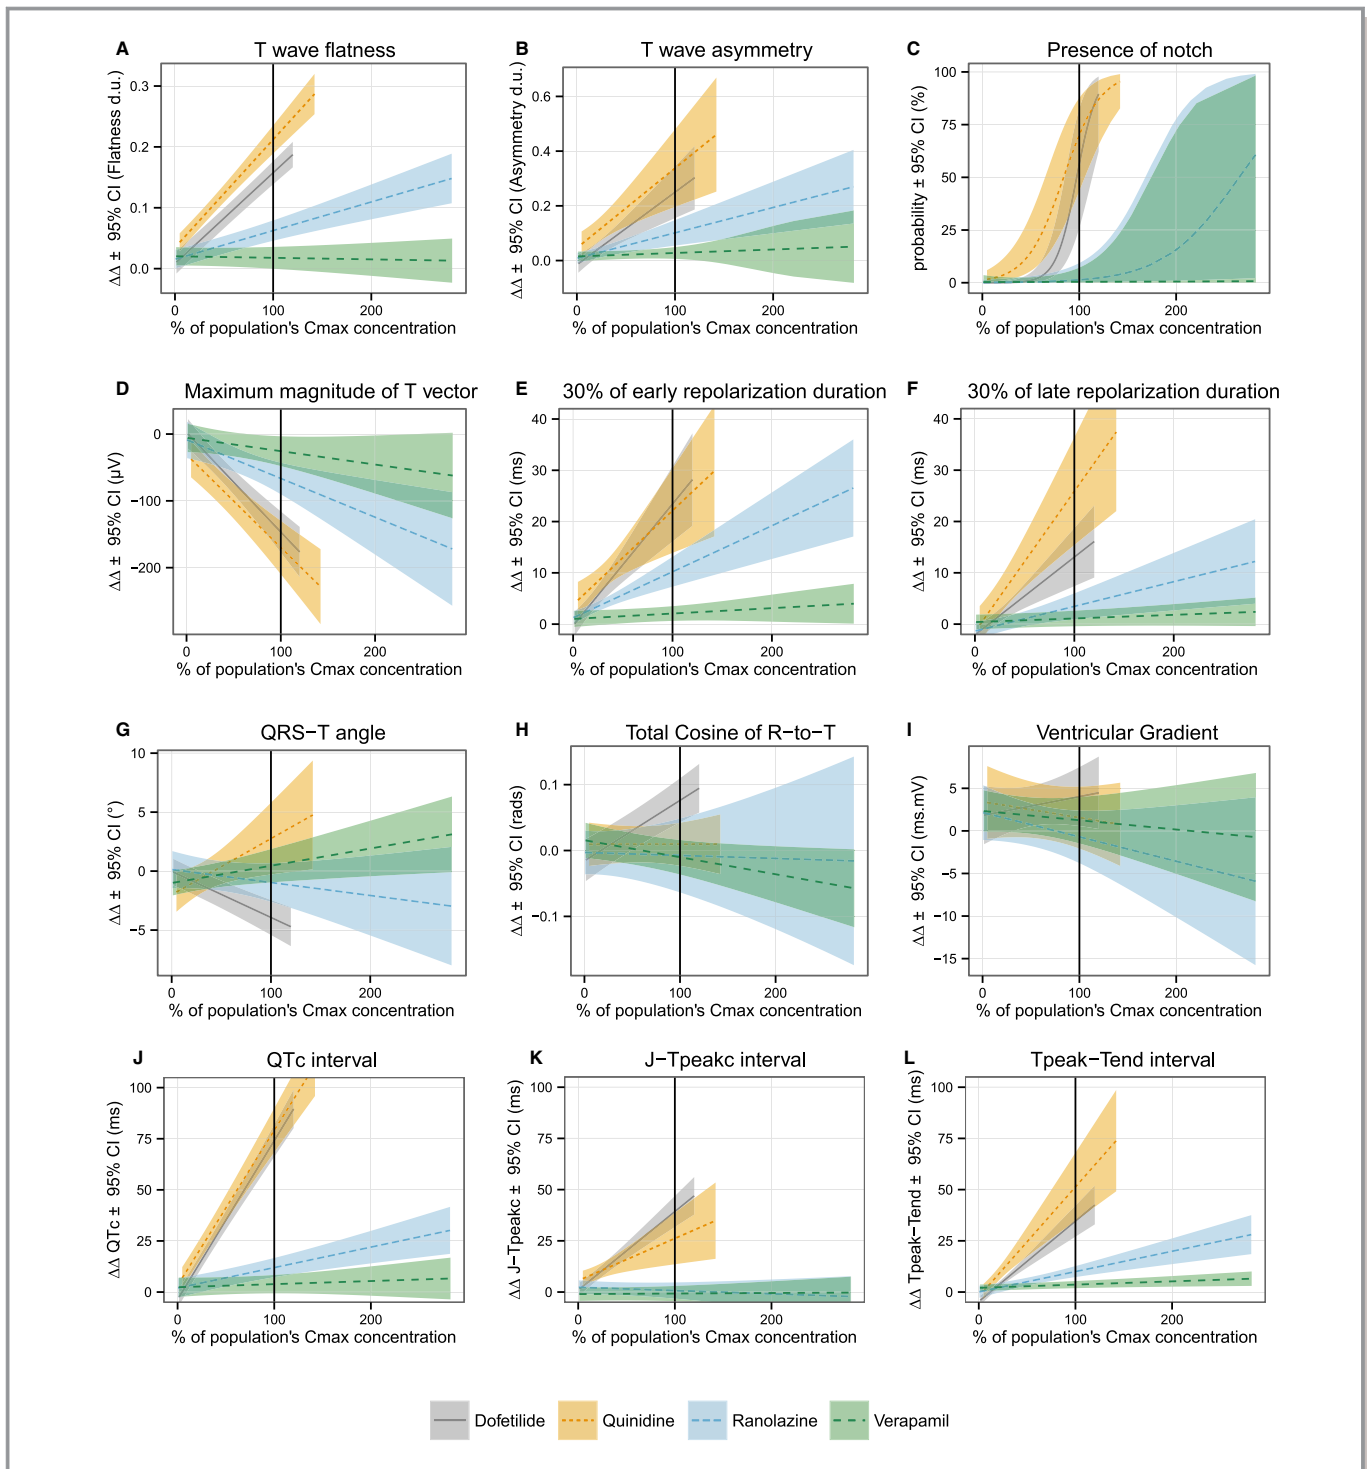 A T wave flatness
ΔΔ ± 95% CI (Flatness d.u.)
0.3
0.2
0.1
0.0
0 100 200
% of population's Cmax concentration
B T wave asymmetry
ΔΔ ± 95% CI (Asymmetry d.u.)
0.6
0.4
0.2
0.0
0 100 200
% of population's Cmax concentration
C Presence of notch
probability ± 95% CI (%)
100
75
50
25
0
0 100 200
% of population's Cmax concentration
D Maximum magnitude of T vector
ΔΔ ± 95% CI (µV)
0
−100
−200
0 100 200
% of population's Cmax concentration
E 30% of early repolarization duration
ΔΔ ± 95% CI (ms)
40
30
20
10
0
0 100 200
% of population's Cmax concentration
F 30% of late repolarization duration
ΔΔ ± 95% CI (ms)
40
30
20
10
0
0 100 200
% of population's Cmax concentration
G QRS−T angle
ΔΔ ± 95% CI (°)
10
5
0
−5
0 100 200
% of population's Cmax concentration
H Total Cosine of R−to−T
ΔΔ ± 95% CI (rads)
0.1
0.0
−0.1
0 100 200
% of population's Cmax concentration
I Ventricular Gradient
ΔΔ ± 95% CI (ms.mV)
5
0
−5
−10
−15
0 100 200
% of population's Cmax concentration
J QTc interval
ΔΔ QTc ± 95% CI (ms)
100
75
50
25
0
0 100 200
% of population's Cmax concentration
K J−Tpeakc interval
ΔΔ J−Tpeakc ± 95% CI (ms)
100
75
50
25
0
0 100 200
% of population's Cmax concentration
L Tpeak−Tend interval
ΔΔ Tpeak−Tend ± 95% CI (ms)
100
75
50
25
0
0 100 200
% of population's Cmax concentration
Dofetilide Quinidine Ranolazine Verapamil